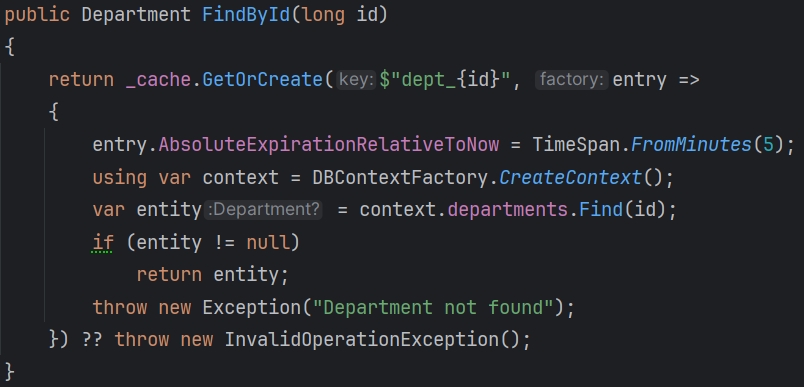 public Department FindById(long id)
{
    return _cache.GetOrCreate( key: $"dept_{id}", factory: entry =>
    {
        entry.AbsoluteExpirationRelativeToNow = TimeSpan.FromMinutes(5);
        using var context = DBContextFactory.CreateContext();
        var entity :Department? = context.departments.Find(id);
        if (entity != null)
            return entity;
        throw new Exception("Department not found");
    }) ?? throw new InvalidOperationException();
}